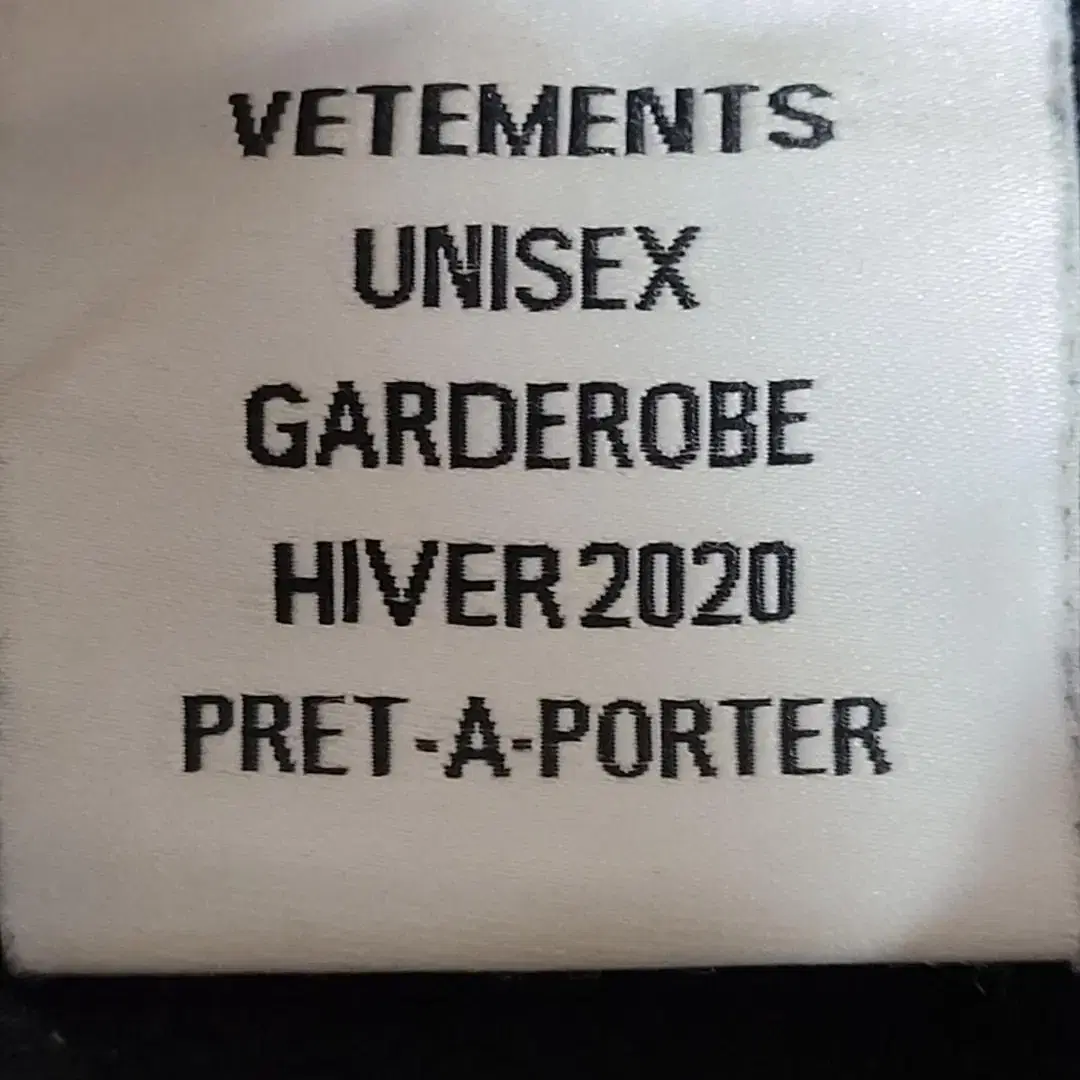 VETEMENTS
UNISEX
GARDEROBE
HIVER 2020
PRET-A-PORTER